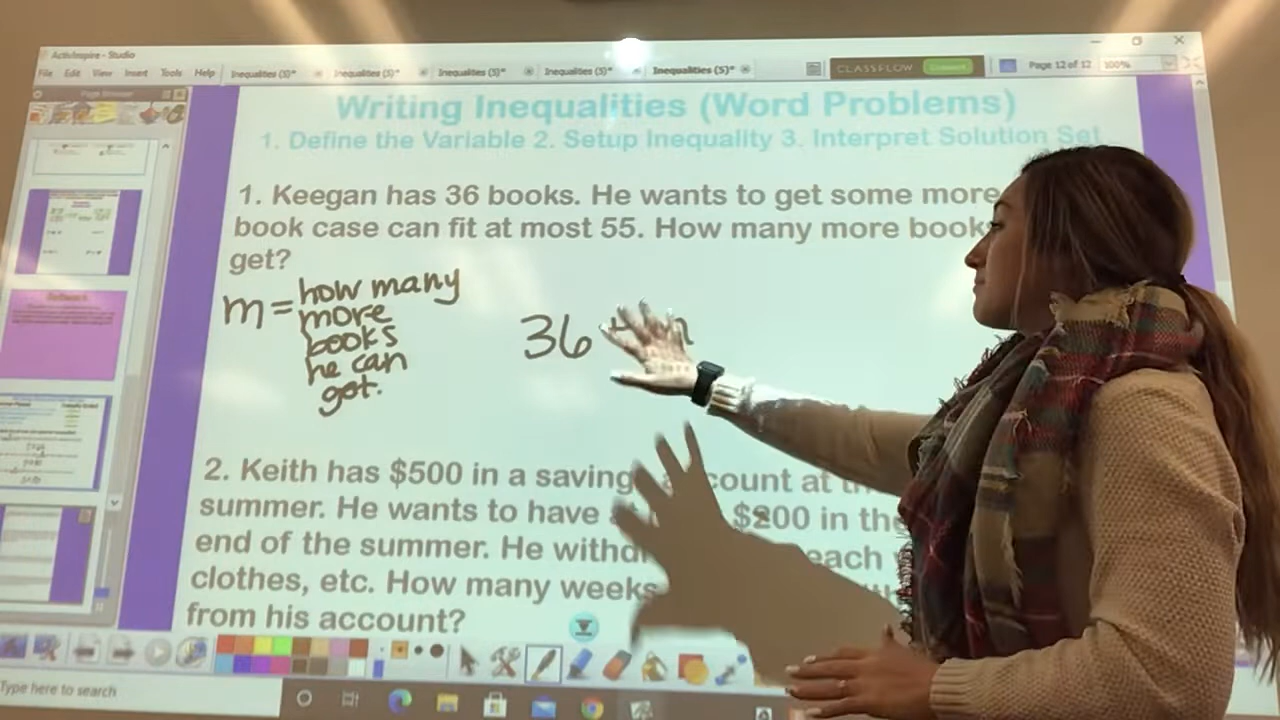 ActivInspire - Studio
File Edit View Insert Tools Help
Inequalities (5)* Inequalities (5)* Inequalities (5)* Inequalities (5)* Inequalities (5)*
CLASSFLOW Connect
Page 12 of 12 100%
Page Browser
Writing Inequalities (Word Problems)
1. Define the Variable 2. Setup Inequality 3. Interpret Solution Set
1. Keegan has 36 books. He wants to get some more
book case can fit at most 55. How many more books
get?
m = how many
more
books
he can
get.
36 +
2. Keith has $500 in a savings account at
summer. He wants to have $200 in the
end of the summer. He each
clothes, etc. How many weeks
from his account?
Type here to search